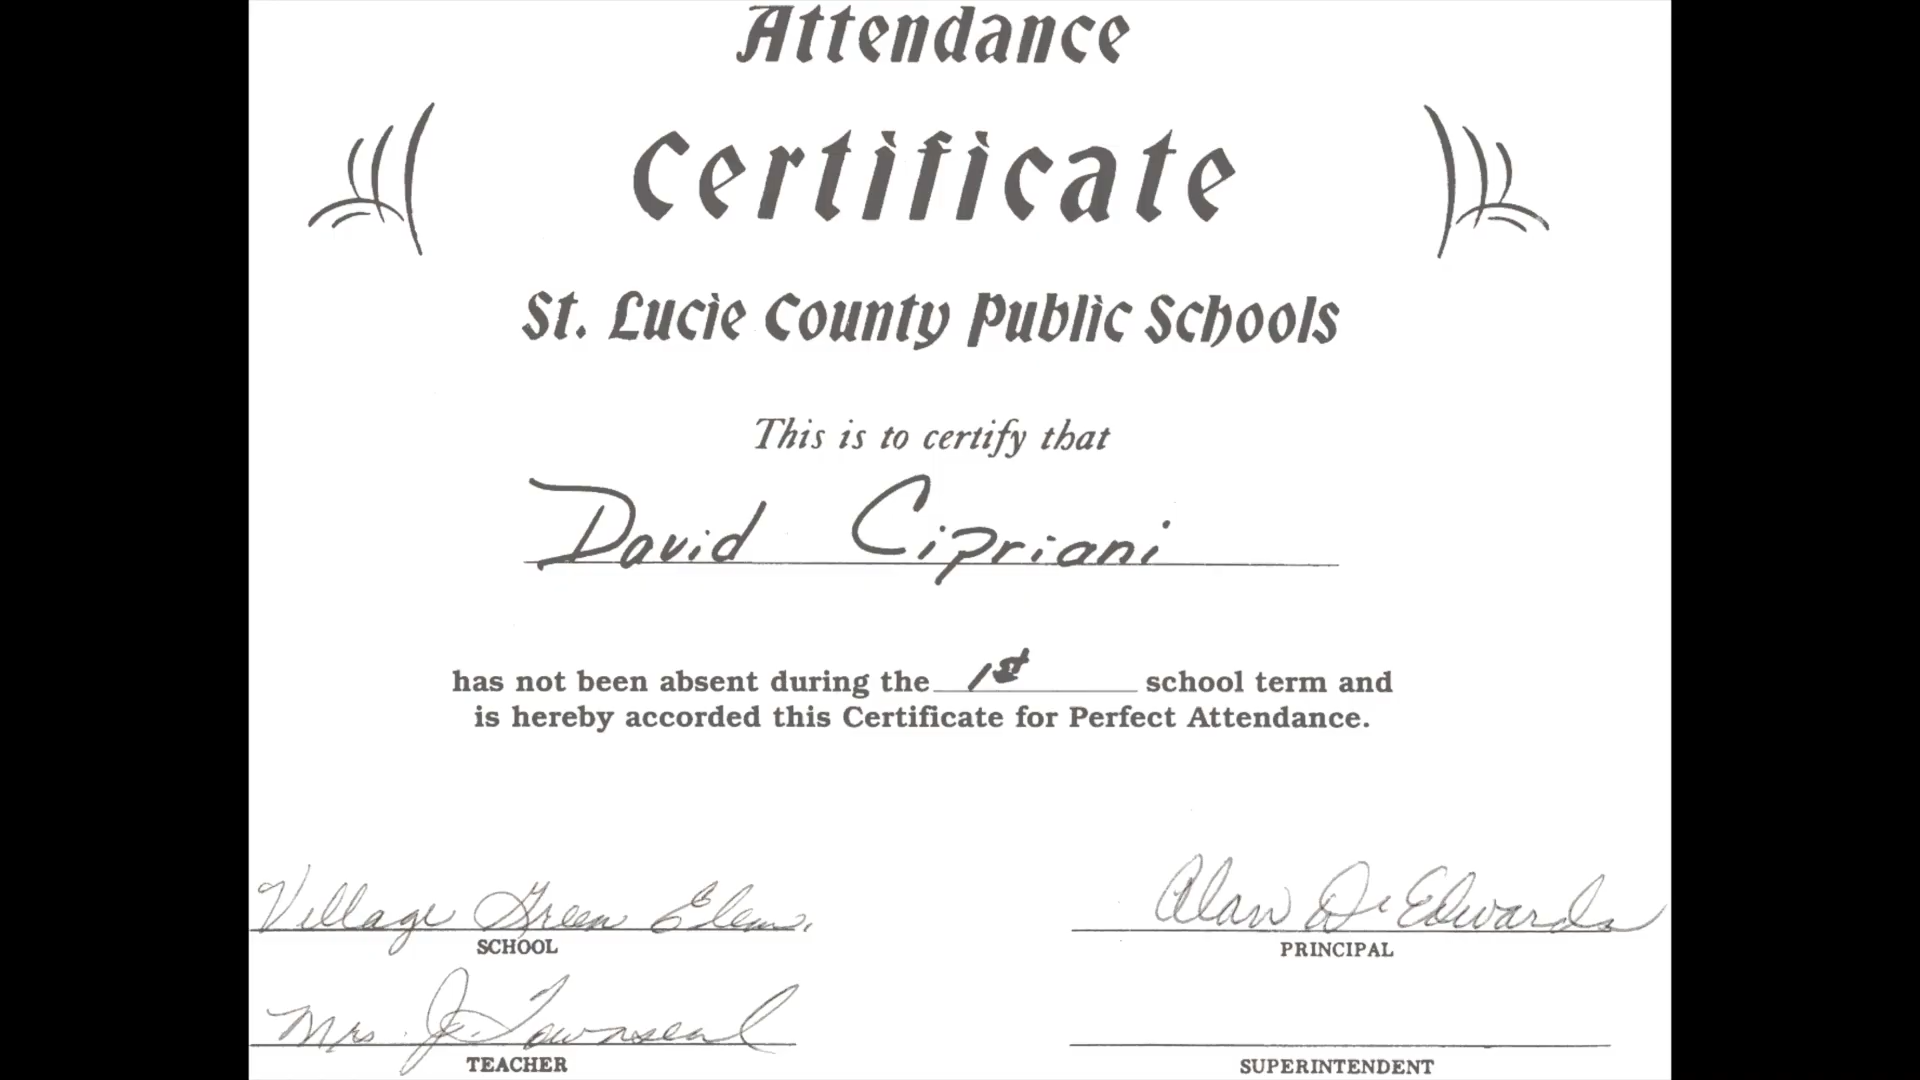 Attendance
Certificate
St. Lucie County Public Schools
This is to certify that
David Cipriani
has not been absent during the 1st school term and
is hereby accorded this Certificate for Perfect Attendance.
Village Green Elem. Alan D. Edwards
SCHOOL PRINCIPAL
Mrs. J. Townsend
TEACHER SUPERINTENDENT